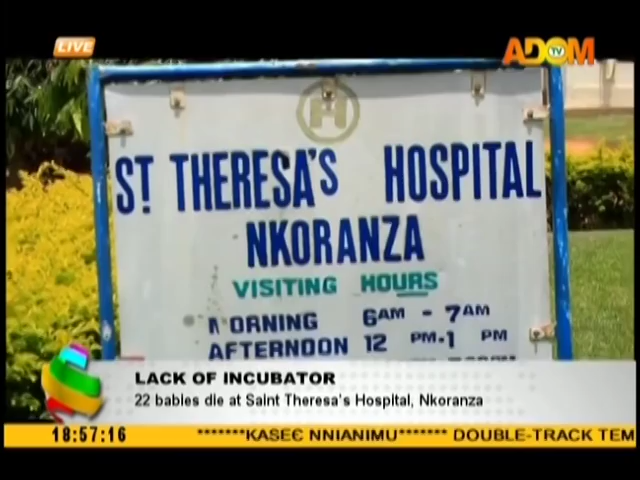 LIVE
ADOM
TV
H
ST. THERESA'S HOSPITAL
NKORANZA
VISITING HOURS
MORNING 6AM - 7AM
AFTERNOON 12 PM-1 PM
LACK OF INCUBATOR
22 babies die at Saint Theresa's Hospital, Nkoranza
18:57:16 *******KASEƐ NNIANIMU******* DOUBLE-TRACK TEM